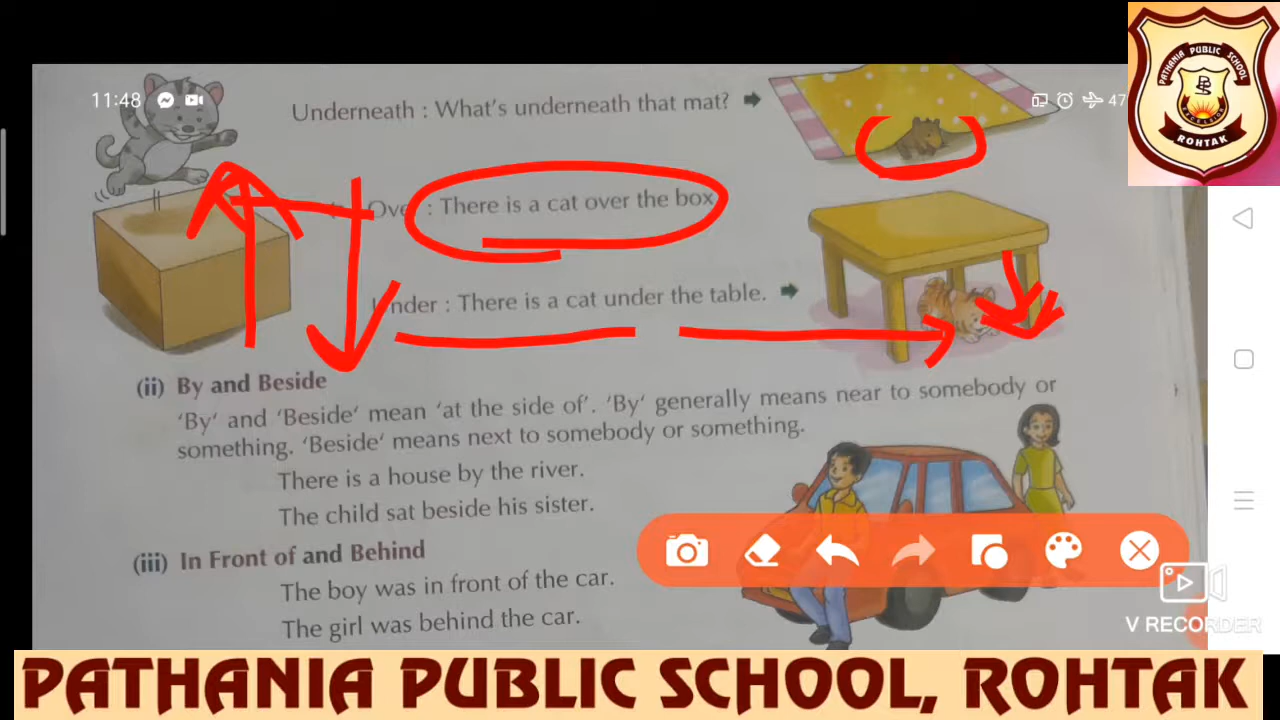 11:48
47
PATHANIA PUBLIC SCHOOL
ROHTAK
Underneath : What's underneath that mat?
Over : There is a cat over the box
Under : There is a cat under the table.
(ii) By and Beside
'By' and 'Beside' mean 'at the side of'. 'By' generally means near to somebody or
something. 'Beside' means next to somebody or something.
There is a house by the river.
The child sat beside his sister.
(iii) In Front of and Behind
The boy was in front of the car.
The girl was behind the car.
V RECORDER
PATHANIA PUBLIC SCHOOL, ROHTAK